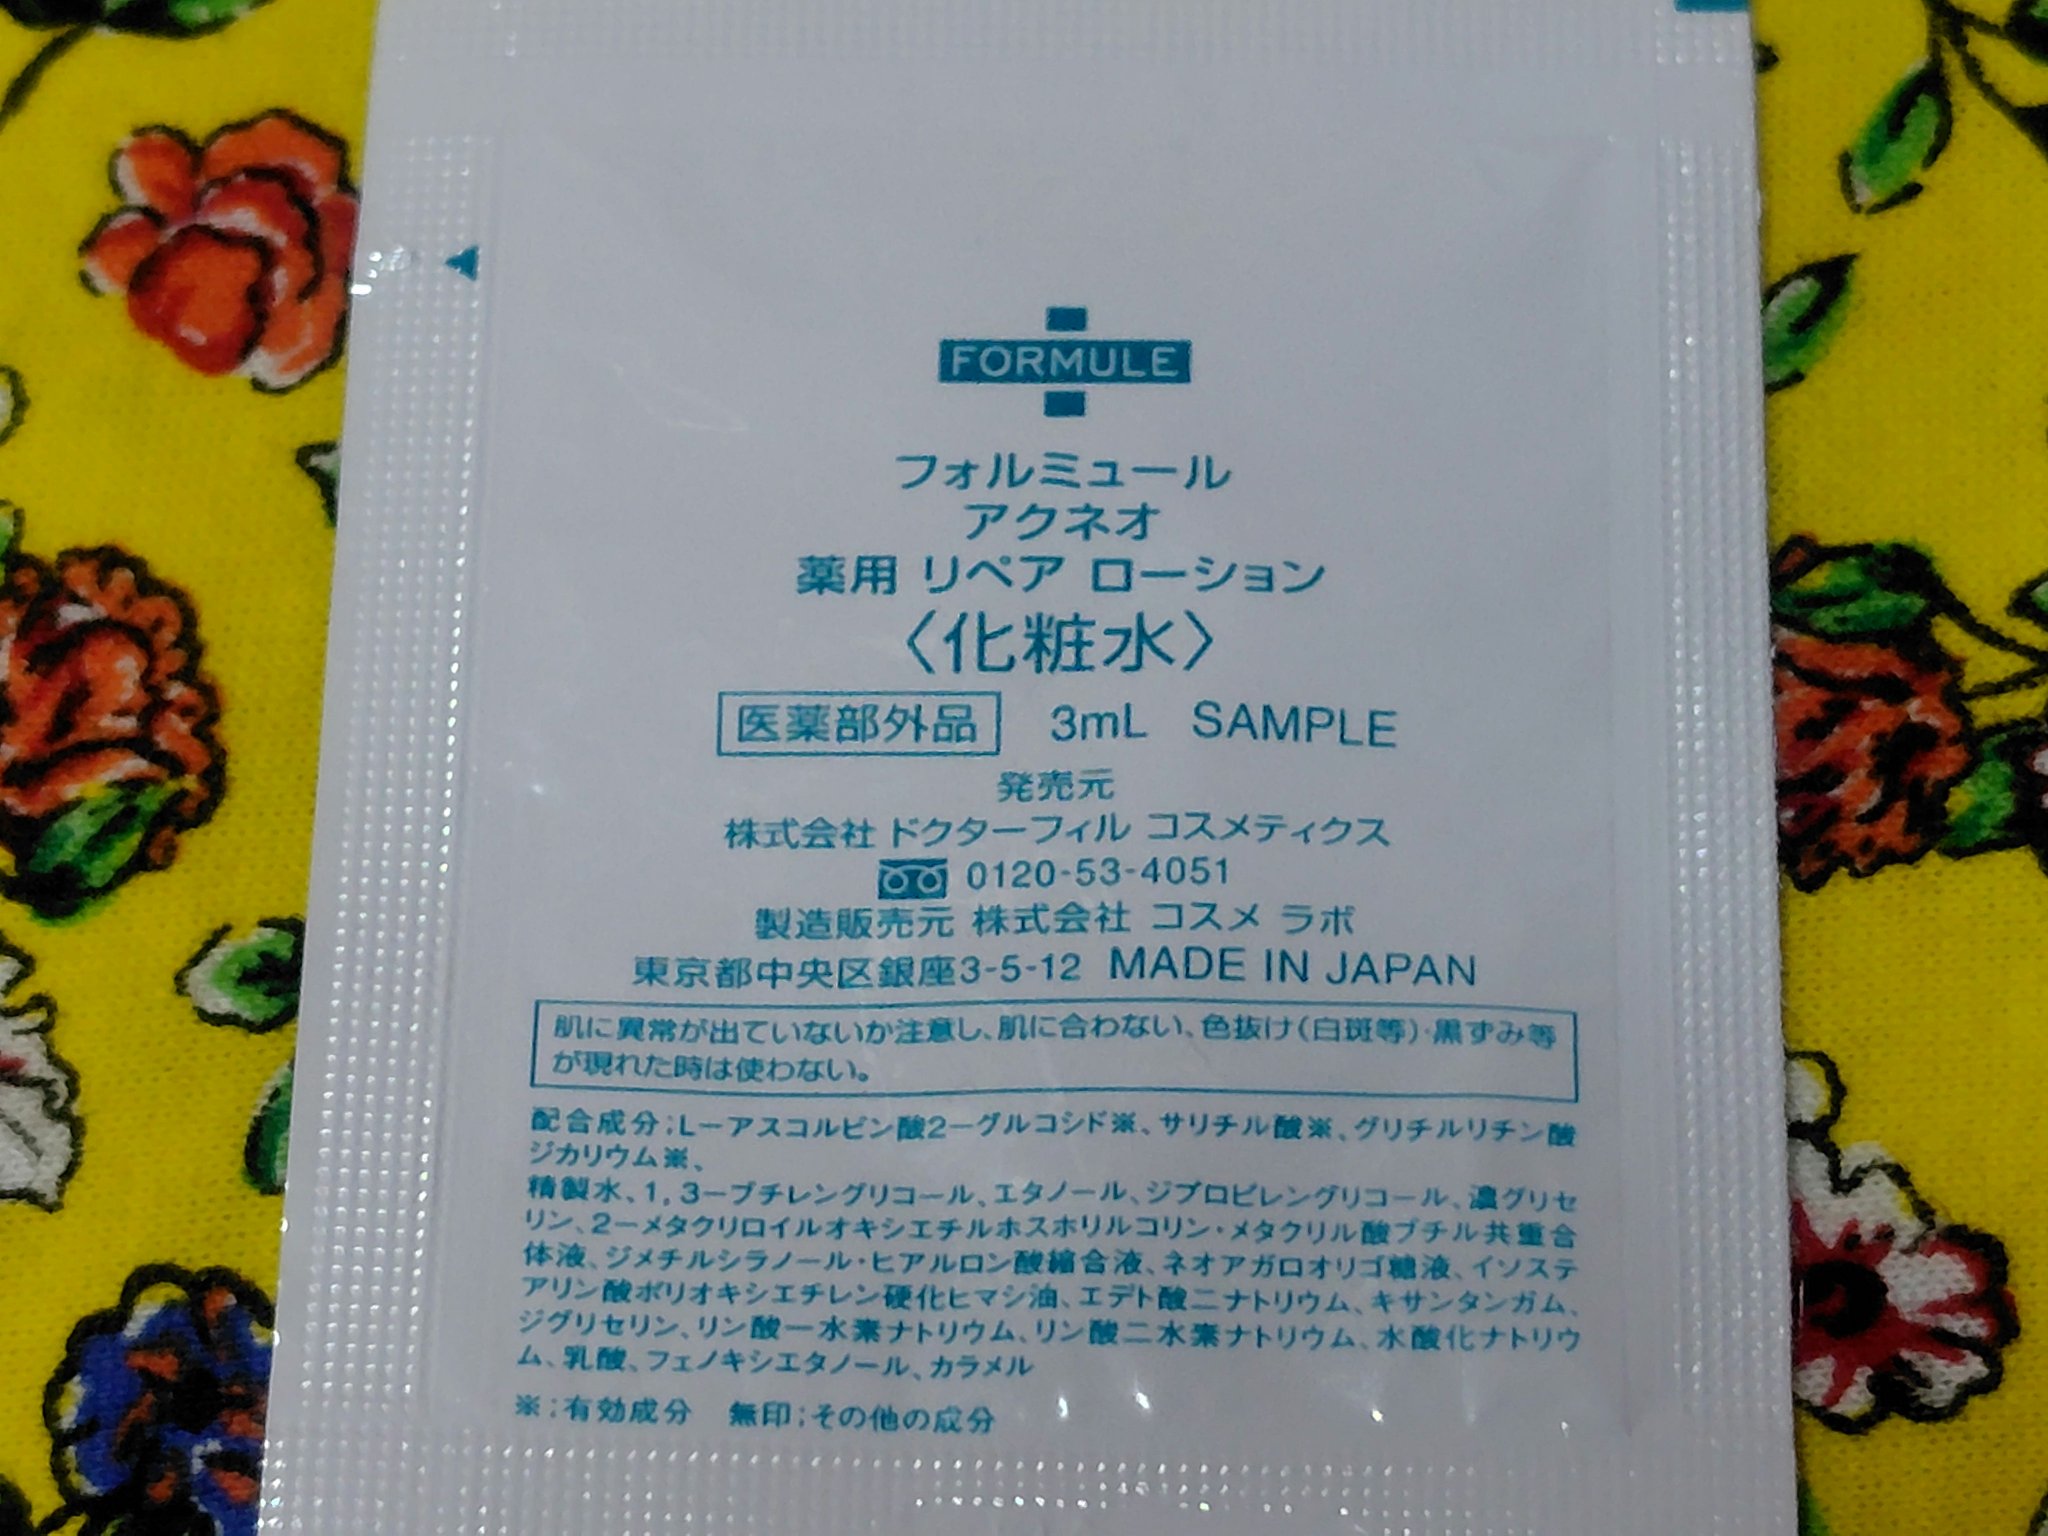 FORMULE
フォルミュール
アクネオ
薬用 リペア ローション
〈化粧水〉
医薬部外品 3mL SAMPLE
発売元
株式会社 ドクターフィル コスメティクス
0120-53-4051
製造販売元 株式会社 コスメ ラボ
東京都中央区銀座3-5-12 MADE IN JAPAN
肌に異常が出ていないか注意し、肌に合わない、色抜け(白斑等)・黒ずみ等
が現れた時は使わない。
配合成分;L－アスコルビン酸2－グルコシド※、サリチル酸※、グリチルリチン酸
ジカリウム※、
精製水、1,3－ブチレングリコール、エタノール、ジプロピレングリコール、濃グリセ
リン、2－メタクリロイルオキシエチルホスホリルコリン・メタクリル酸ブチル共重合
体液、ジメチルシラノール・ヒアルロン酸縮合液、ネオアガロオリゴ糖液、イソステ
アリン酸ポリオキシエチレン硬化ヒマシ油、エデト酸二ナトリウム、キサンタンガム、
ジグリセリン、リン酸一水素ナトリウム、リン酸二水素ナトリウム、水酸化ナトリウ
ム、乳酸、フェノキシエタノール、カラメル
※;有効成分 無印;その他の成分